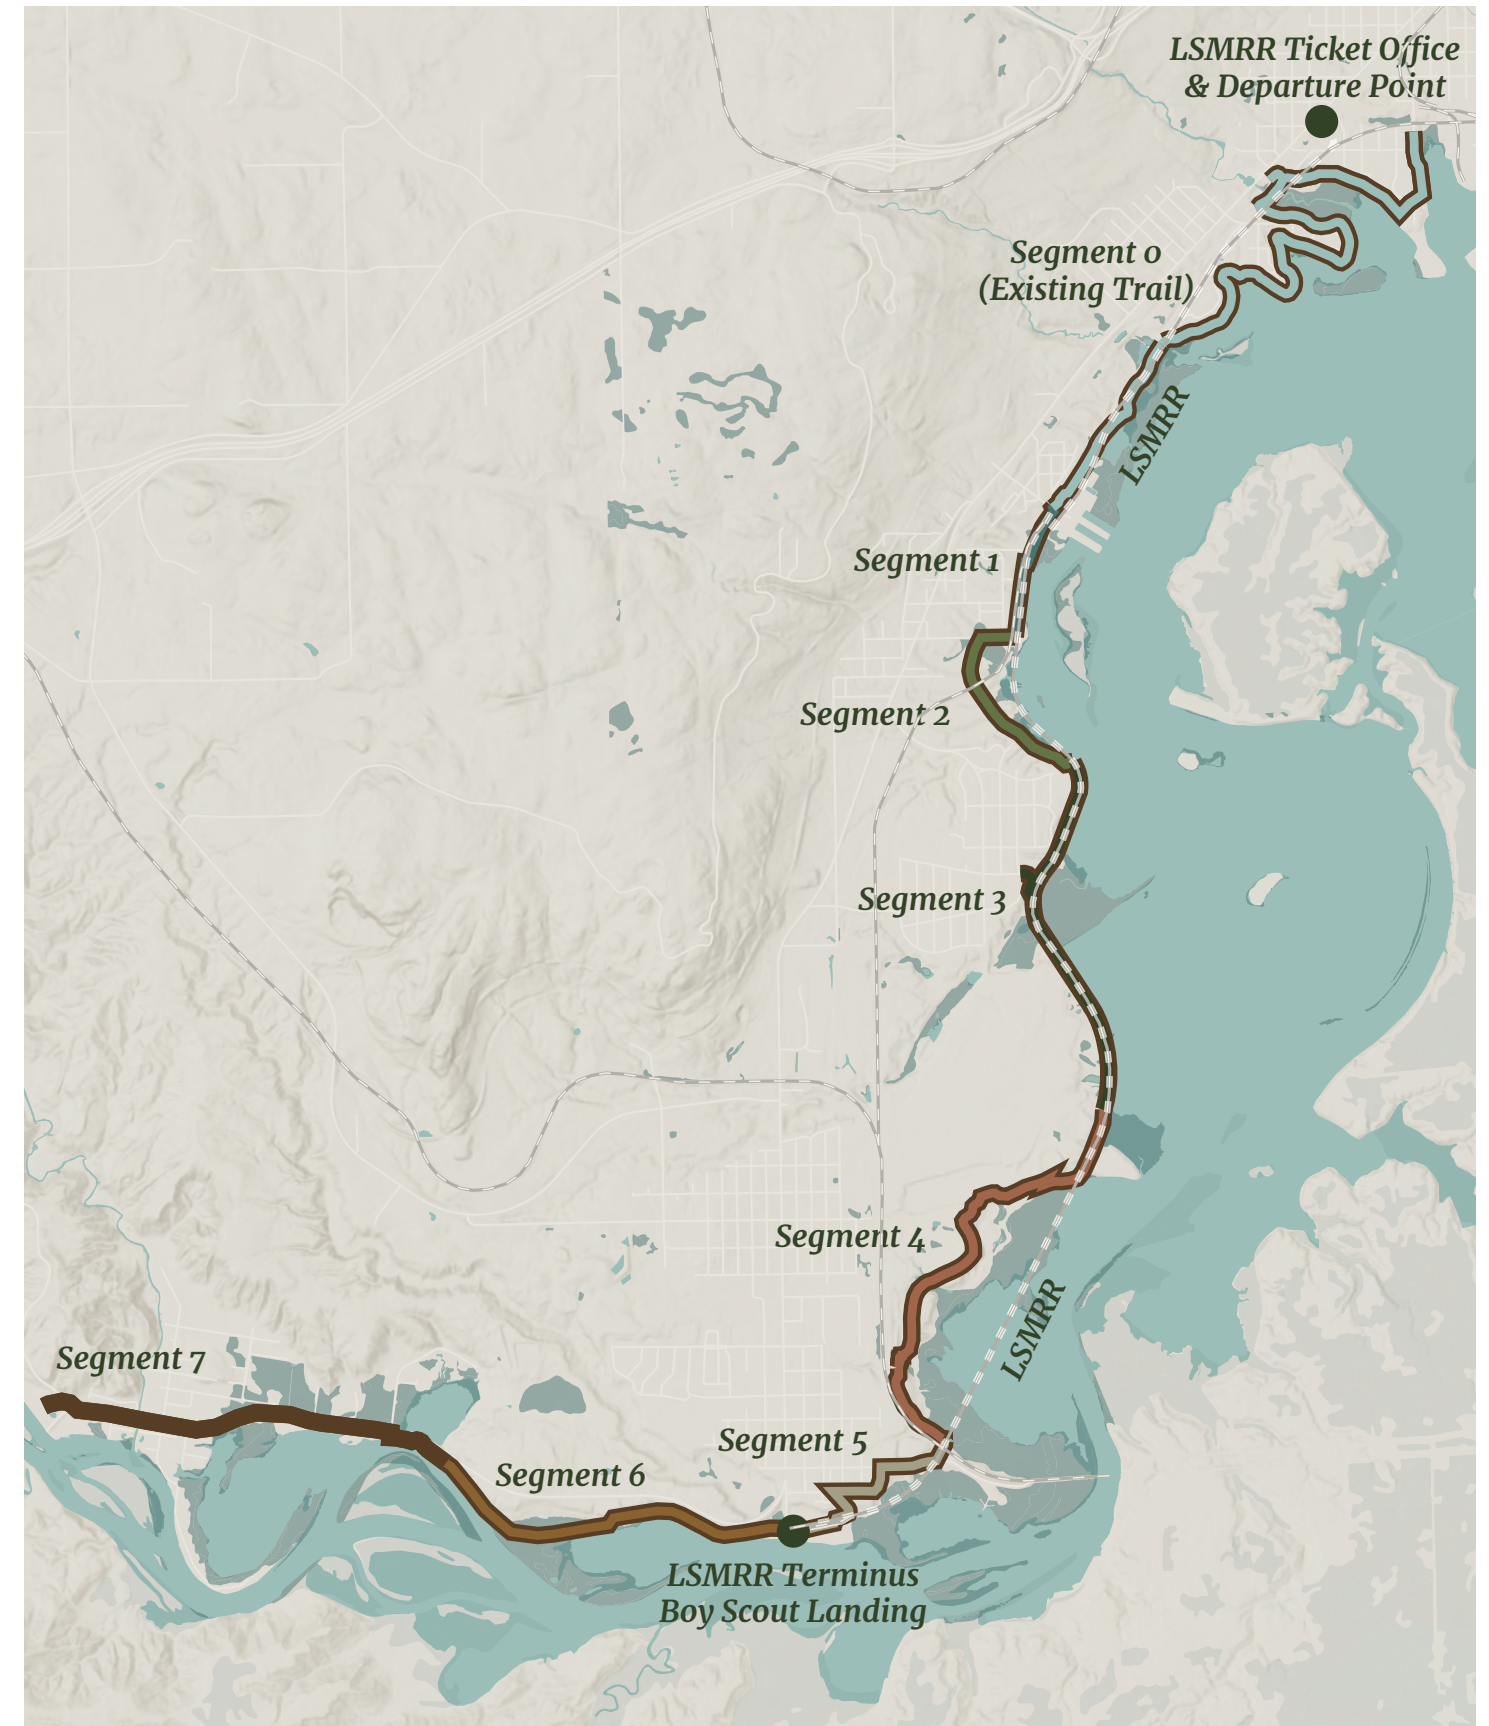 LSMRR Ticket Office
& Departure Point
Segment 0
(Existing Trail)
LSMRR
Segment 1
Segment 2
Segment 3
Segment 4
LSMRR
Segment 7
Segment 5
Segment 6
LSMRR Terminus
Boy Scout Landing